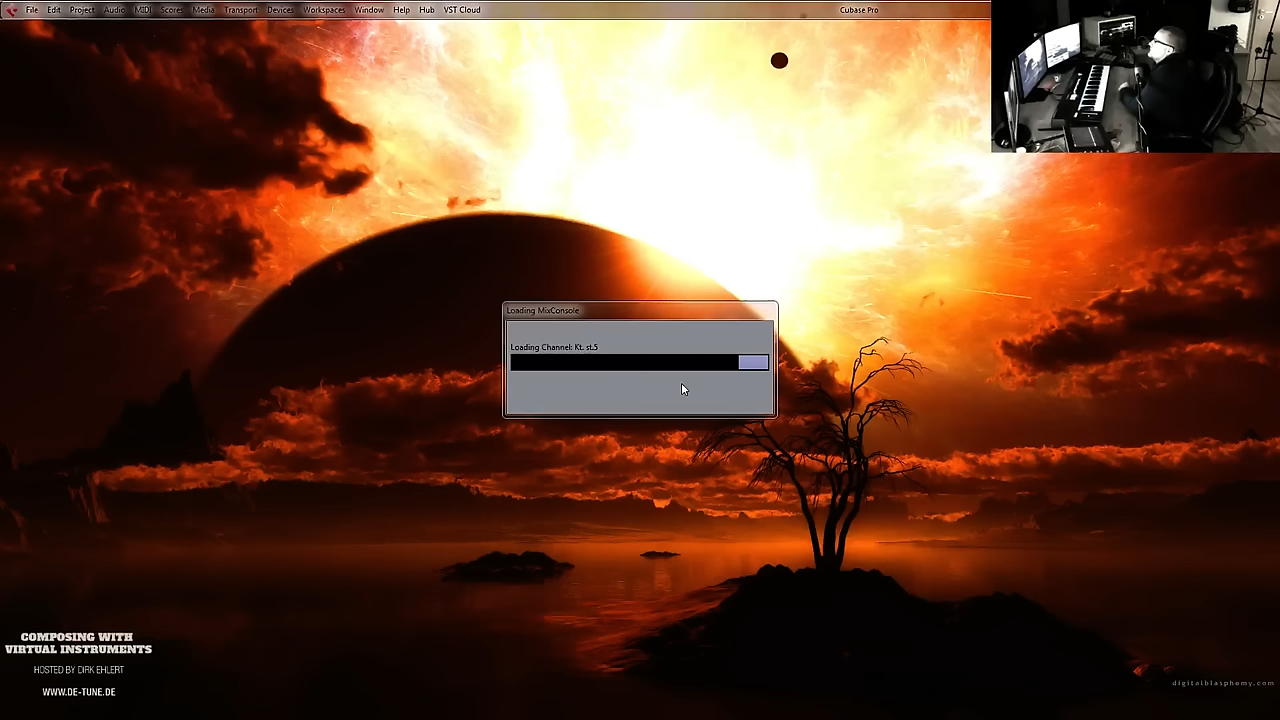 File Edit Project Audio MIDI Scores Media Transport Devices Workspaces Window Help Hub VST Cloud Cubase Pro
Loading MixConsole
Loading Channel: Kt. st.5
COMPOSING WITH
VIRTUAL INSTRUMENTS
HOSTED BY DIRK EHLERT
WWW.DE-TUNE.DE
digitalblasphemy.com